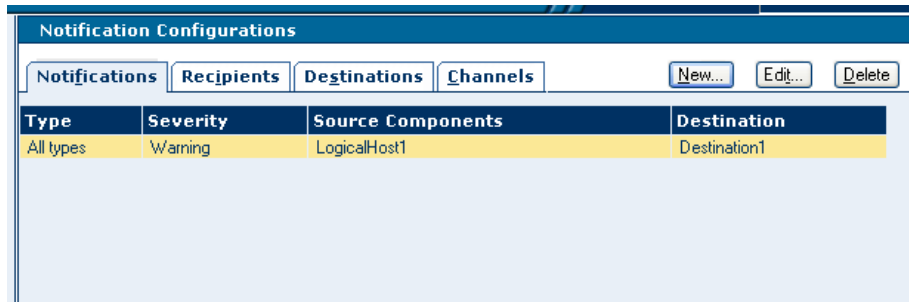 Notification Configurations
Notifications Recipients Destinations Channels New... Edit... Delete
Type Severity Source Components Destination
All types Warning LogicalHost1 Destination1